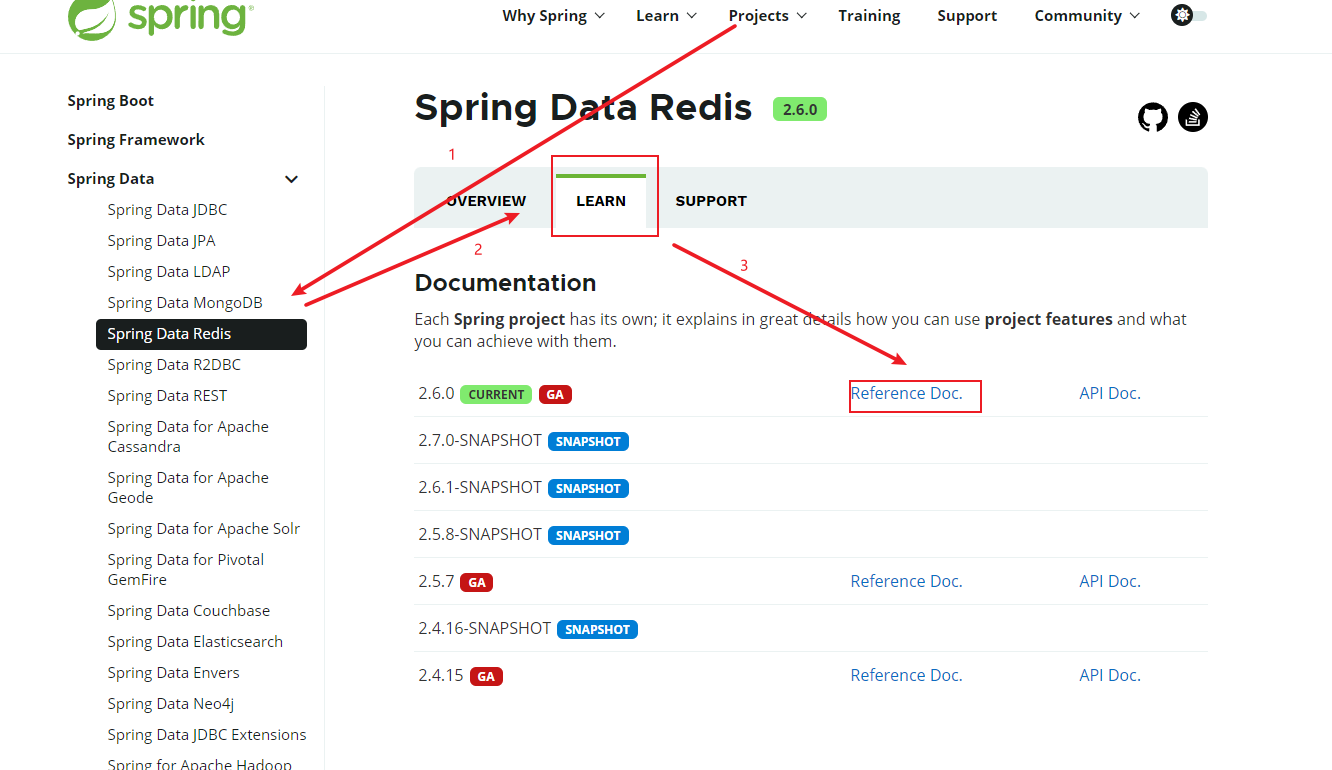 spring
Why Spring
Learn
Projects
Training
Support
Community
Spring Boot
Spring Framework
Spring Data
Spring Data JDBC
Spring Data JPA
Spring Data LDAP
Spring Data MongoDB
Spring Data Redis
Spring Data R2DBC
Spring Data REST
Spring Data for Apache
Cassandra
Spring Data for Apache
Geode
Spring Data for Apache Solr
Spring Data for Pivotal
GemFire
Spring Data Couchbase
Spring Data Elasticsearch
Spring Data Envers
Spring Data Neo4j
Spring Data JDBC Extensions
Spring for Apache Hadoop
Spring Data Redis 2.6.0
1
OVERVIEW
LEARN
SUPPORT
2
3
Documentation
Each Spring project has its own; it explains in great details how you can use project features and what
you can achieve with them.
2.6.0 CURRENT GA Reference Doc. API Doc.
2.7.0-SNAPSHOT SNAPSHOT
2.6.1-SNAPSHOT SNAPSHOT
2.5.8-SNAPSHOT SNAPSHOT
2.5.7 GA Reference Doc. API Doc.
2.4.16-SNAPSHOT SNAPSHOT
2.4.15 GA Reference Doc. API Doc.